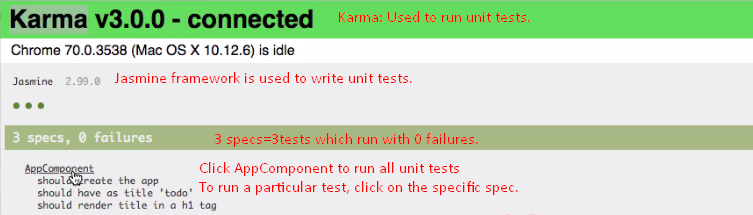 Karma v3.0.0 - connected
Karma: Used to run unit tests.
Chrome 70.0.3538 (Mac OS X 10.12.6) is idle
Jasmine 2.99.0
Jasmine framework is used to write unit tests.
3 specs, 0 failures
3 specs=3tests which run with 0 failures.
AppComponent
Click AppComponent to run all unit tests
should create the app
To run a particular test, click on the specific spec.
should have as title 'todo'
should render title in a h1 tag